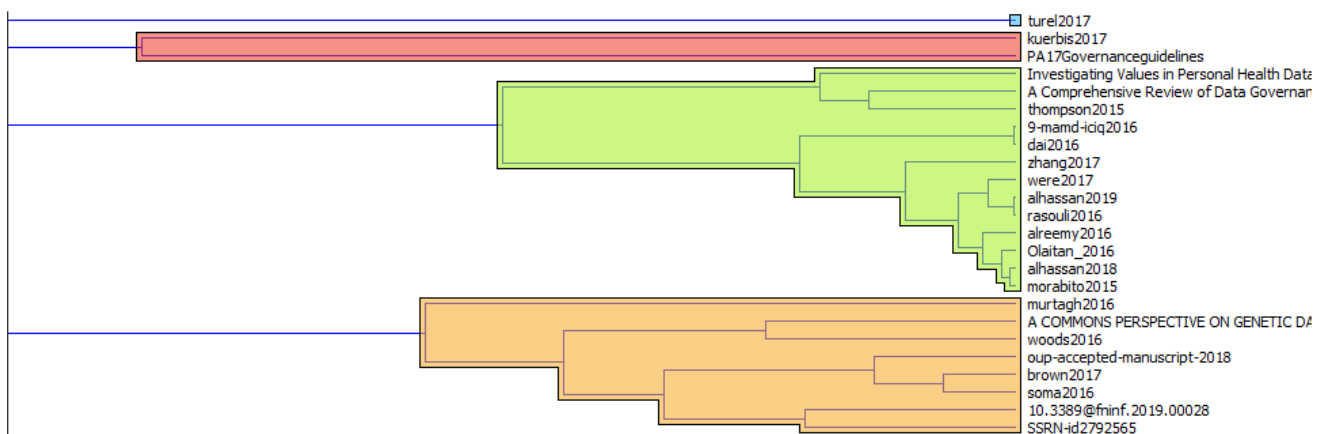 turel2017
kuerbis2017
PA17Governanceguidelines
Investigating Values in Personal Health Data
A Comprehensive Review of Data Governan
thompson2015
9-mamd-iciq2016
dai2016
zhang2017
were2017
alhassan2019
rasouli2016
alreemy2016
Olaitan_2016
alhassan2018
morabito2015
murtagh2016
A COMMONS PERSPECTIVE ON GENETIC DA
woods2016
oup-accepted-manuscript-2018
brown2017
soma2016
10.3389@fninf.2019.00028
SSRN-id2792565